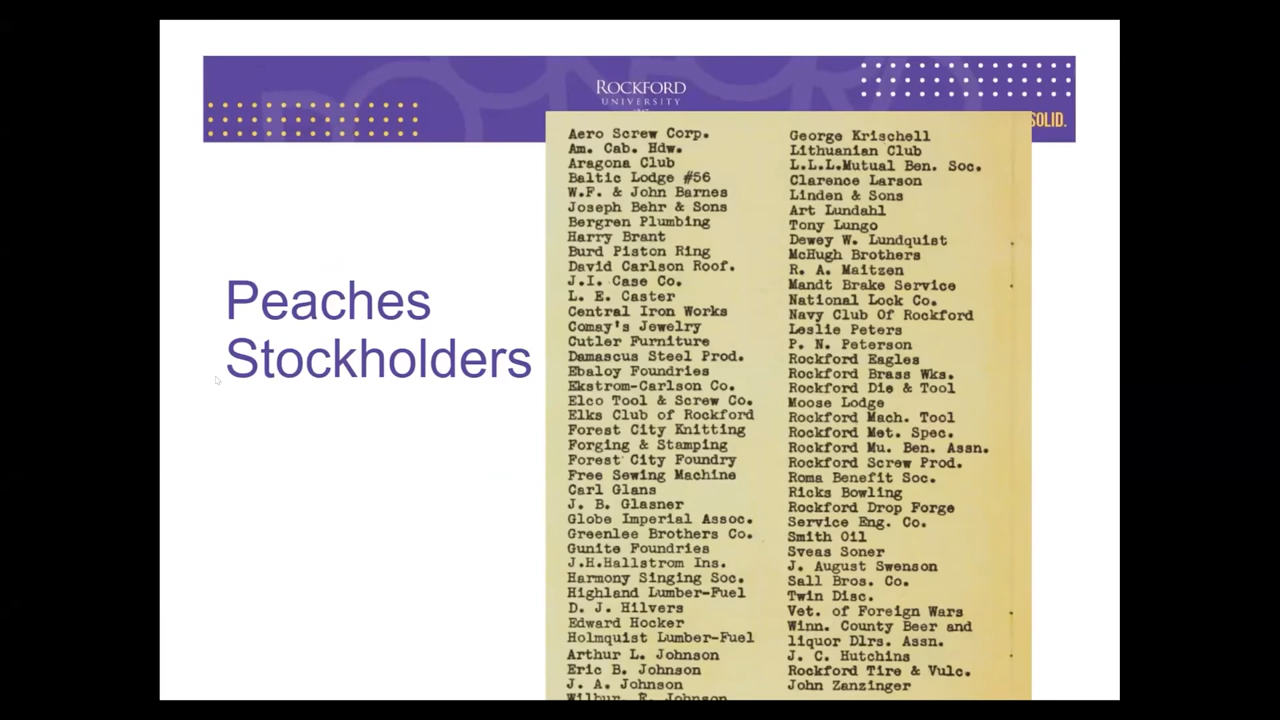 ROCKFORD
UNIVERSITY
SOLID.
Peaches
Stockholders
Aero Screw Corp.
Am. Cab. Hdw.
Aragona Club
Baltic Lodge #56
W.F. & John Barnes
Joseph Behr & Sons
Bergren Plumbing
Harry Brant
Burd Piston Ring
David Carlson Roof.
J.I. Case Co.
L. E. Caster
Central Iron Works
Comay's Jewelry
Cutler Furniture
Damascus Steel Prod.
Ebaloy Foundries
Ekstrom-Carlson Co.
Elco Tool & Screw Co.
Elks Club of Rockford
Forest City Knitting
Forging & Stamping
Forest City Foundry
Free Sewing Machine
Carl Glans
J. B. Glasner
Globe Imperial Assoc.
Greenlee Brothers Co.
Gunite Foundries
J.H.Hallstrom Ins.
Harmony Singing Soc.
Highland Lumber-Fuel
D. J. Hilvers
Edward Hocker
Holmquist Lumber-Fuel
Arthur L. Johnson
Eric B. Johnson
J. A. Johnson
Wilbur. E. Johnson
George Krischell
Lithuanian Club
L.L.L.Mutual Ben. Soc.
Clarence Larson
Linden & Sons
Art Lundahl
Tony Lungo
Dewey W. Lundquist
McHugh Brothers
R. A. Maitzen
Mandt Brake Service
National Lock Co.
Navy Club Of Rockford
Leslie Peters
P. N. Peterson
Rockford Eagles
Rockford Brass Wks.
Rockford Die & Tool
Moose Lodge
Rockford Mach. Tool
Rockford Met. Spec.
Rockford Mu. Ben. Assn.
Rockford Screw Prod.
Roma Benefit Soc.
Ricks Bowling
Rockford Drop Forge
Service Eng. Co.
Smith Oil
Sveas Soner
J. August Swenson
Sall Bros. Co.
Twin Disc.
Vet. of Foreign Wars
Winn. County Beer and
liquor Dlrs. Assn.
J. C. Hutchins
Rockford Tire & Vulc.
John Zanzinger